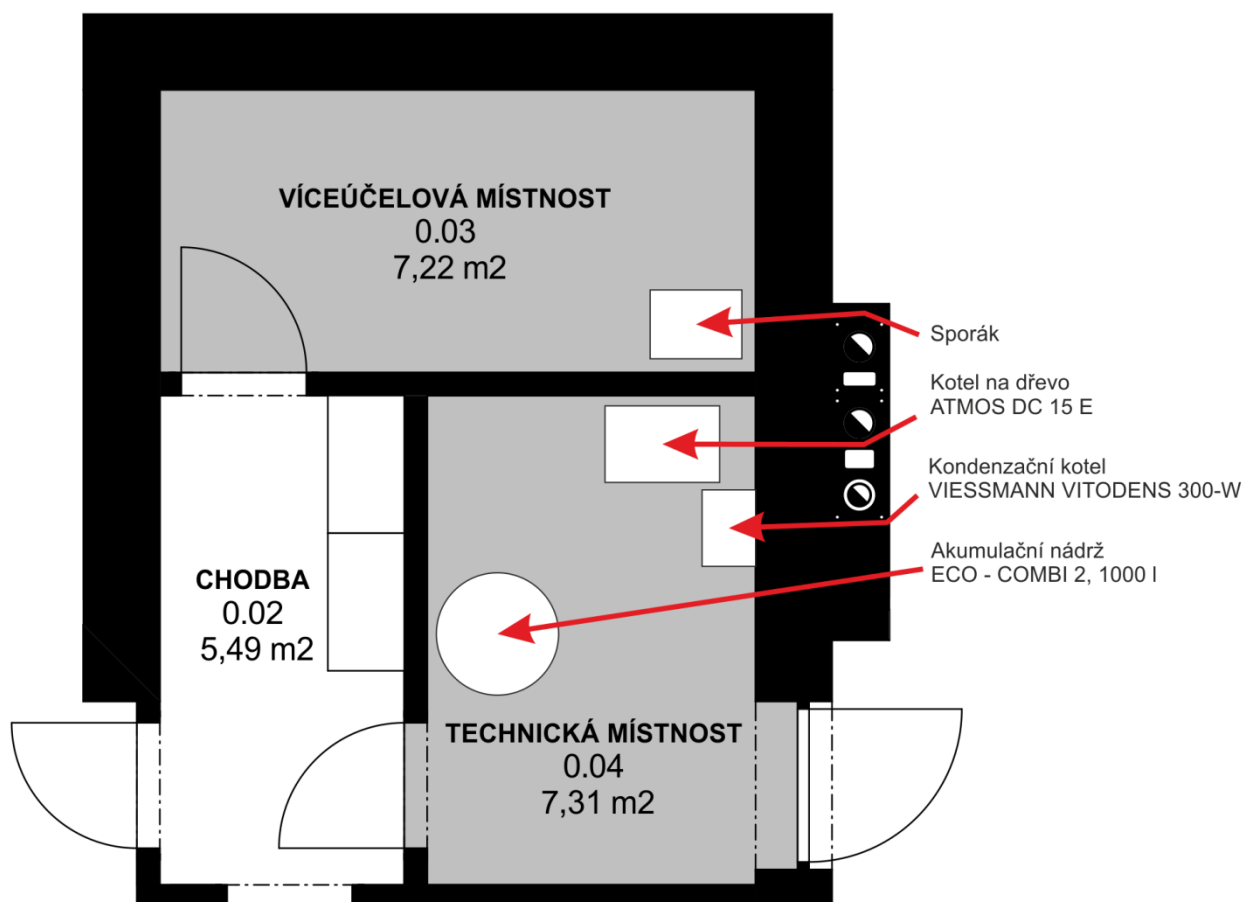 VÍCEÚČELOVÁ MÍSTNOST
0.03
7,22 m2
Sporák
Kotel na dřevo
ATMOS DC 15 E
Kondenzační kotel
VIESSMANN VITODENS 300-W
Akumulační nádrž
ECO - COMBI 2, 1000 l
CHODBA
0.02
5,49 m2
TECHNICKÁ MÍSTNOST
0.04
7,31 m2